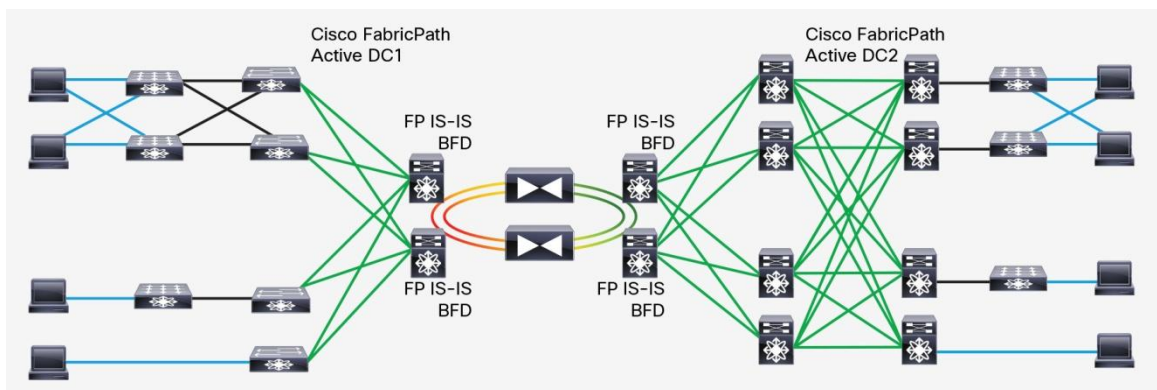 Cisco FabricPath
Active DC1
Cisco FabricPath
Active DC2
FP IS-IS
BFD
FP IS-IS
BFD
FP IS-IS
BFD
FP IS-IS
BFD